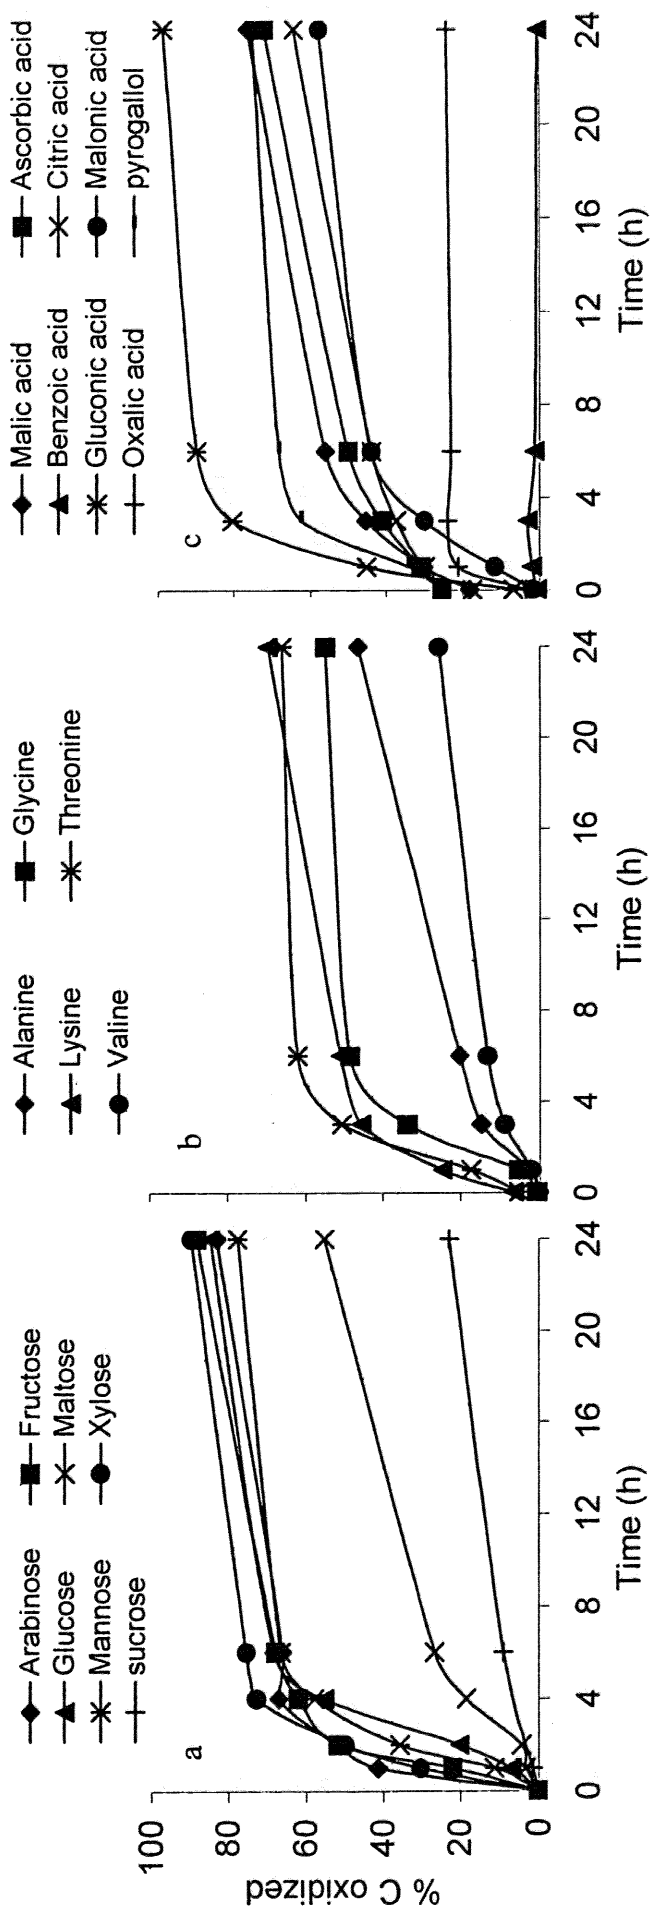 Arabinose Fructose
Glucose Maltose
Mannose Xylose
sucrose
a
100
80
60
40
20
0
% C oxidized
0 4 8 12 16 20 24
Time (h)
Alanine Glycine
Lysine Threonine
Valine
b
0 4 8 12 16 20 24
Time (h)
Malic acid Ascorbic acid
Benzoic acid Citric acid
Gluconic acid Malonic acid
Oxalic acid pyrogallol
c
0 4 8 12 16 20 24
Time (h)